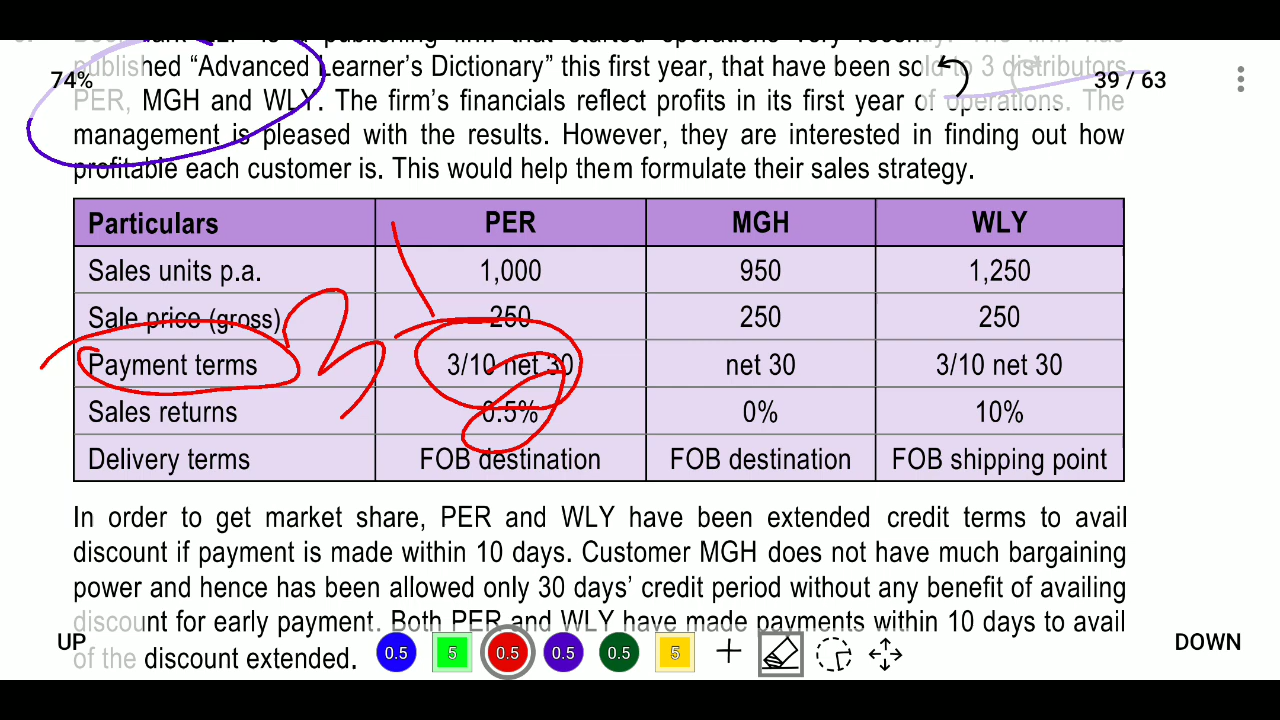 published “Advanced Learner’s Dictionary” this first year, that have been sold to 3 distributors
74%
39 / 63
PER, MGH and WLY. The firm’s financials reflect profits in its first year of operations. The
management is pleased with the results. However, they are interested in finding out how
profitable each customer is. This would help them formulate their sales strategy.
Particulars PER MGH WLY
Sales units p.a. 1,000 950 1,250
Sale price (gross) 250 250 250
Payment terms 3/10 net 30 net 30 3/10 net 30
Sales returns 0.5% 0% 10%
Delivery terms FOB destination FOB destination FOB shipping point
In order to get market share, PER and WLY have been extended credit terms to avail
discount if payment is made within 10 days. Customer MGH does not have much bargaining
power and hence has been allowed only 30 days’ credit period without any benefit of availing
discount for early payment. Both PER and WLY have made payments within 10 days to avail
of the discount extended.
UP
0.5 5 0.5 0.5 0.5 5
DOWN